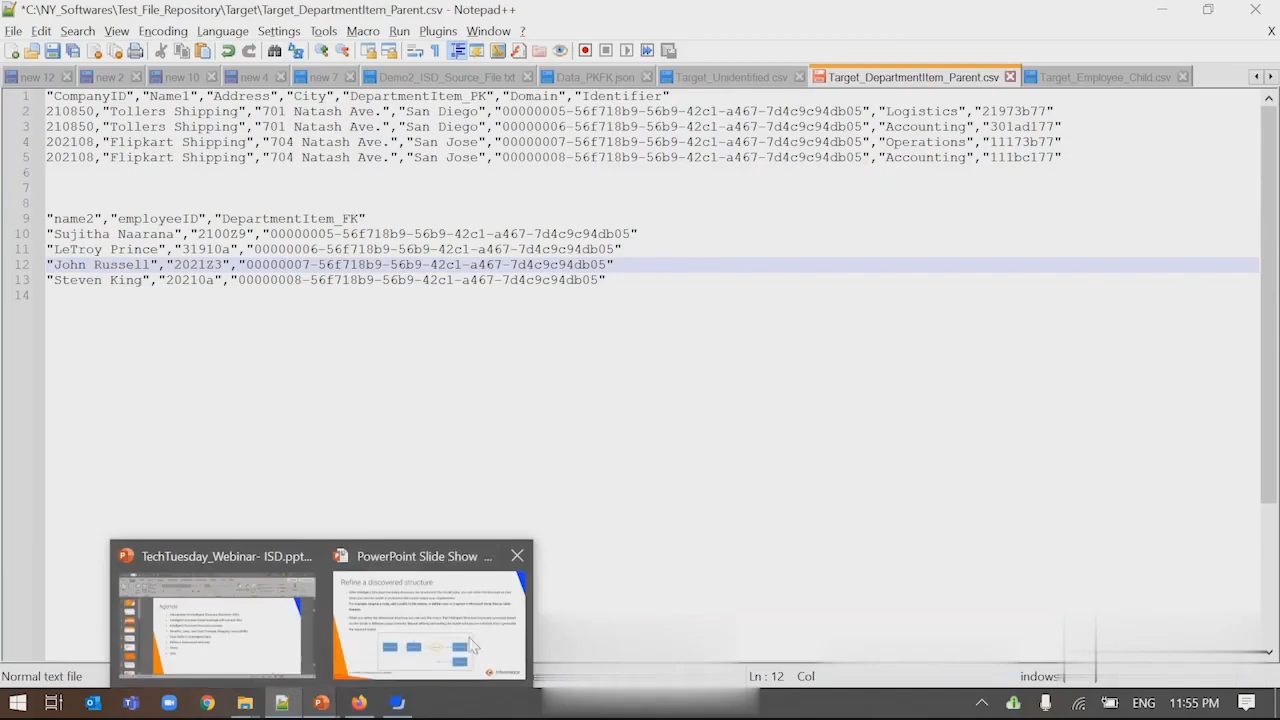 *C:\NY_Softwares\Test_File_Repository\Target\Target_DepartmentItem_Parent.csv - Notepad++
File Edit Search View Encoding Language Settings Tools Macro Run Plugins Window ? X
new 12 new 2 new 10 new 4 new 7 Demo2_ISD_Source_File.txt Data_PKFK.json Target_Unidentified.csv Target_DepartmentItem_Parent.csv Target_Employee_Child.csv
1 "CompanyID","Name1","Address","City","DepartmentItem_PK","Domain","Identifier"
2 210850,"Tollers Shipping","701 Natash Ave.","San Diego","00000005-56f718b9-56b9-42c1-a467-7d4c9c94db05","Logistics","21973b77"
3 210850,"Tollers Shipping","701 Natash Ave.","San Diego","00000006-56f718b9-56b9-42c1-a467-7d4c9c94db05","Accounting","301ad177"
4 202108,"Flipkart Shipping","704 Natash Ave.","San Jose","00000007-56f718b9-56b9-42c1-a467-7d4c9c94db05","Operations","11173b77"
5 202108,"Flipkart Shipping","704 Natash Ave.","San Jose","00000008-56f718b9-56b9-42c1-a467-7d4c9c94db05","Accounting","111bc177"
6
7
8
9 "name2","employeeID","DepartmentItem_FK"
10 "Sujitha Naarana","2100Z9","00000005-56f718b9-56b9-42c1-a467-7d4c9c94db05"
11 "LeTroy Prince","31910a","00000006-56f718b9-56b9-42c1-a467-7d4c9c94db05"
12 "John Russell","2021Z3","00000007-56f718b9-56b9-42c1-a467-7d4c9c94db05"
13 "Steven King","20210a","00000008-56f718b9-56b9-42c1-a467-7d4c9c94db05"
14
TechTuesday_Webinar- ISD.ppt... PowerPoint Slide Show ...
Agenda
Refine a discovered structure
Informatica
Normal text file Ln : 12 Col indows
ENG 11:55 PM